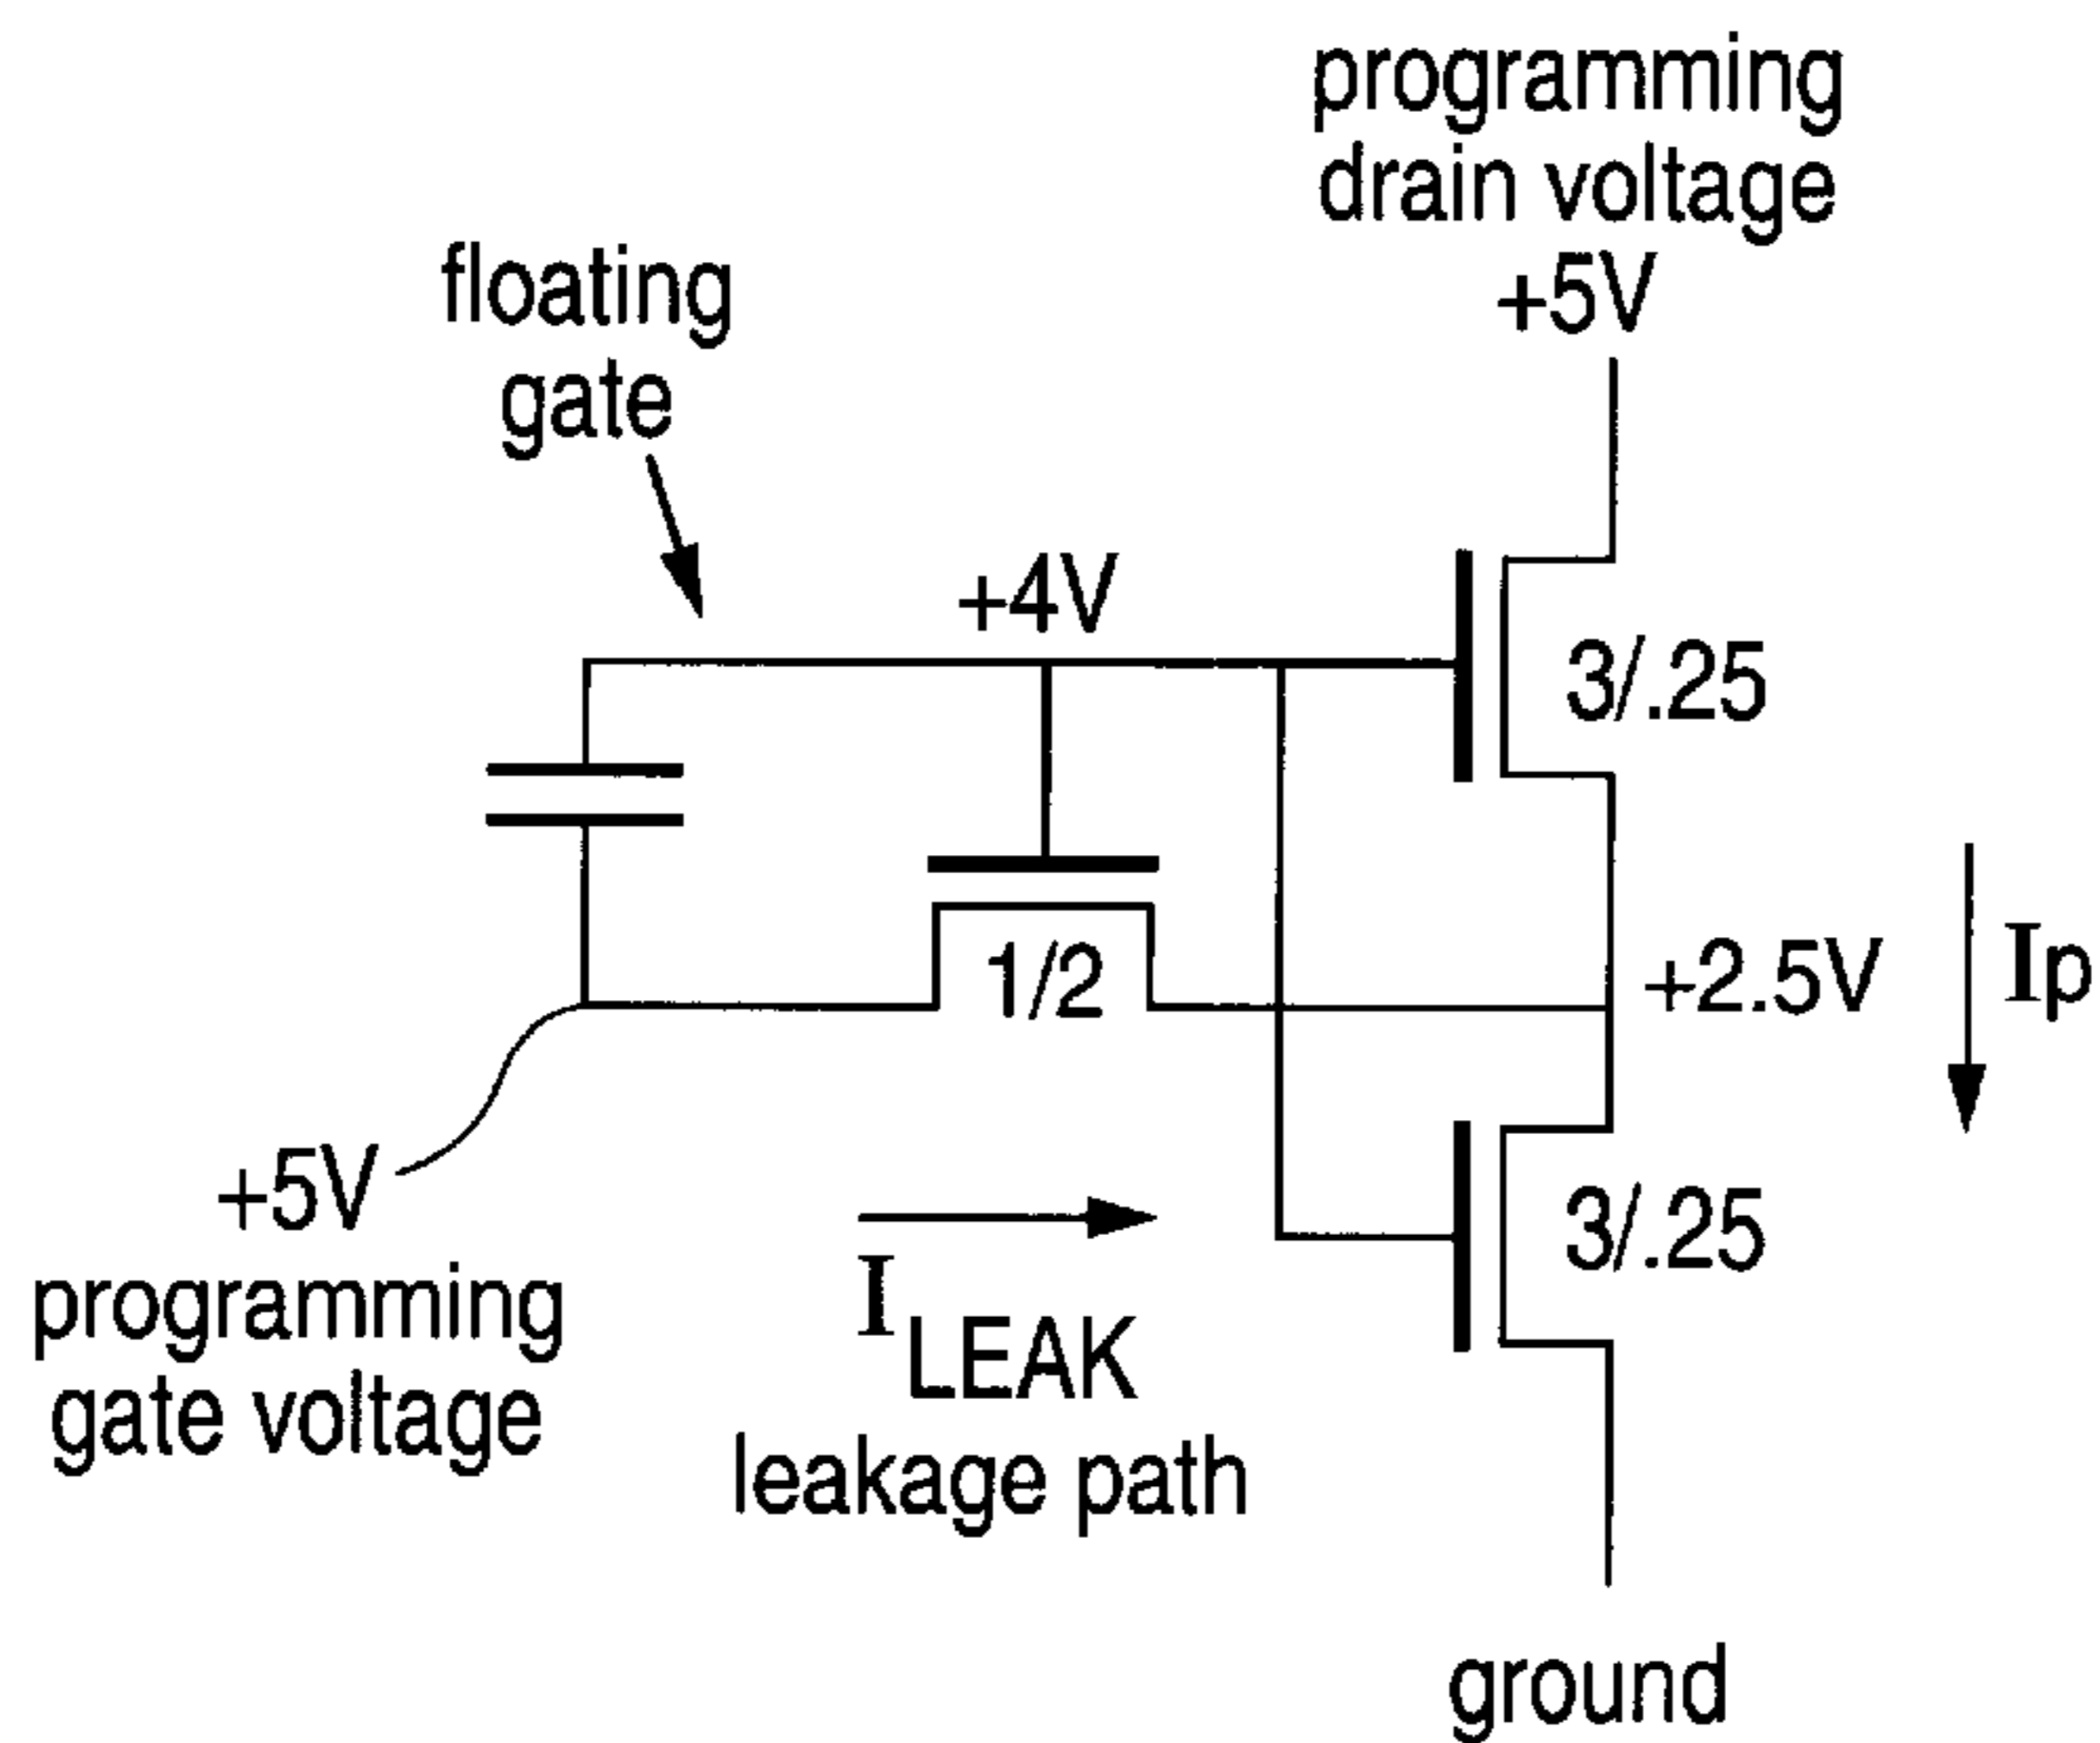 programming
drain voltage
+5V
floating
gate
+4V
3/.25
1/2
+2.5V
Ip
+5V
programming
gate voltage
I LEAK
leakage path
3/.25
ground